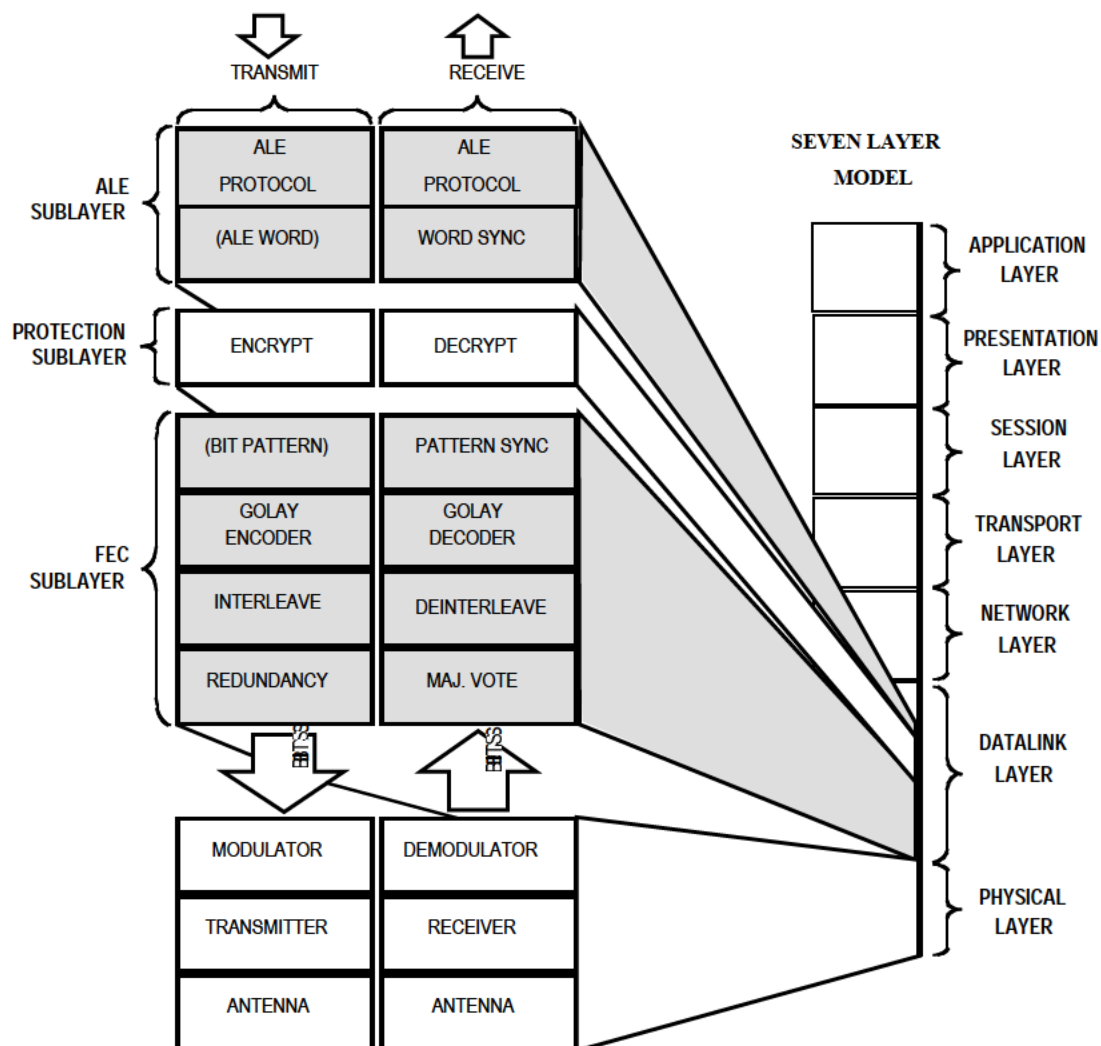 TRANSMIT
RECEIVE
ALE
PROTOCOL
ALE
PROTOCOL
(ALE WORD)
WORD SYNC
ALE
SUBLAYER
ENCRYPT
DECRYPT
PROTECTION
SUBLAYER
(BIT PATTERN)
PATTERN SYNC
GOLAY
ENCODER
GOLAY
DECODER
INTERLEAVE
DEINTERLEAVE
REDUNDANCY
MAJ. VOTE
FEC
SUBLAYER
MODULATOR
DEMODULATOR
TRANSMITTER
RECEIVER
ANTENNA
ANTENNA
SEVEN LAYER
MODEL
APPLICATION
LAYER
PRESENTATION
LAYER
SESSION
LAYER
TRANSPORT
LAYER
NETWORK
LAYER
DATALINK
LAYER
PHYSICAL
LAYER